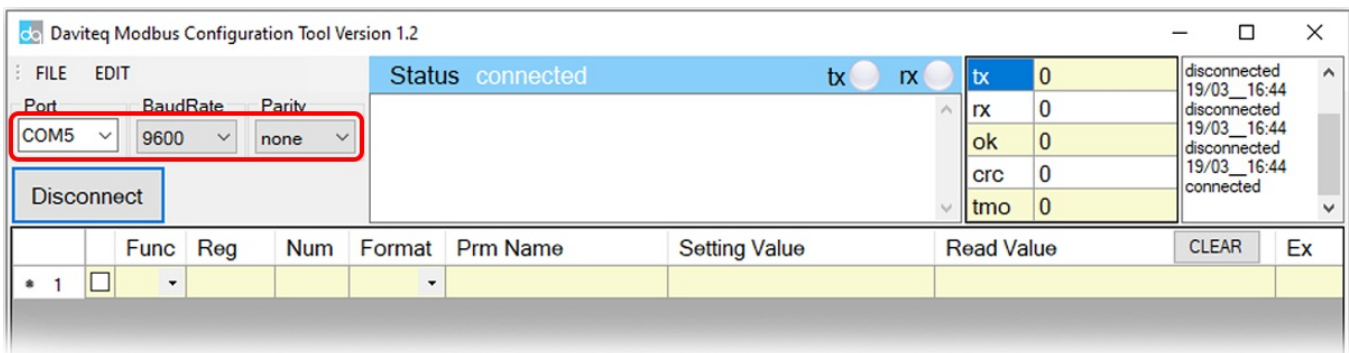 dq Daviteq Modbus Configuration Tool Version 1.2
FILE EDIT
Port BaudRate Parity
COM5 9600 none
Disconnect
Status connected tx rx
tx 0
rx 0
ok 0
crc 0
tmo 0
disconnected
19/03__16:44
disconnected
19/03__16:44
disconnected
19/03__16:44
connected
Func Reg Num Format Prm Name Setting Value Read Value CLEAR Ex
* 1